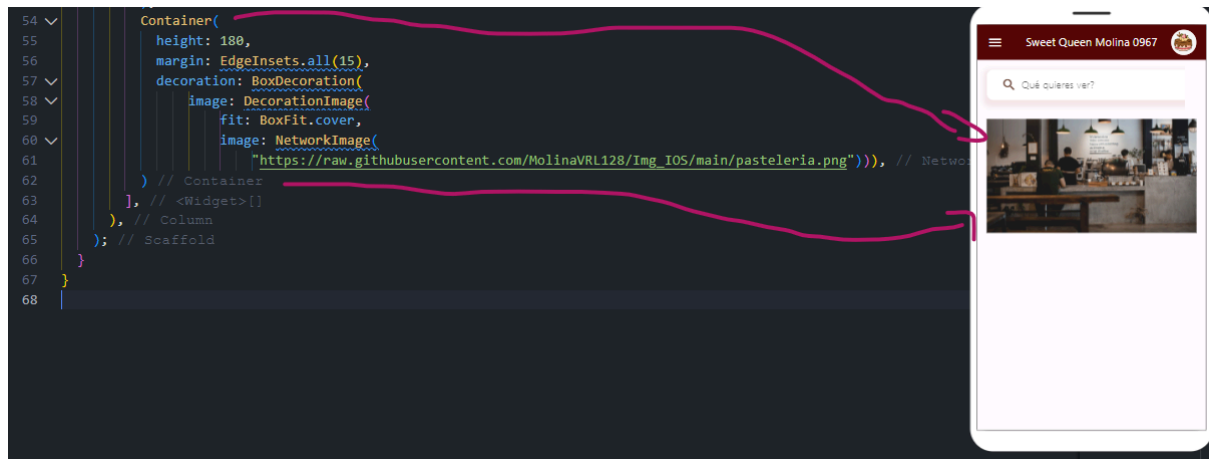 54 Container(
55 height: 180,
56 margin: EdgeInsets.all(15),
57 decoration: BoxDecoration(
58 image: DecorationImage(
59 fit: BoxFit.cover,
60 image: NetworkImage(
61 "https://raw.githubusercontent.com/MolinaVRL128/Img_IOS/main/pasteleria.png"))), // Netwo
62 ) // Container
63 ], // <Widget>[]
64 ), // Column
65 ); // Scaffold
66 }
67 }
68
Sweet Queen Molina 0967
Qué quieres ver?